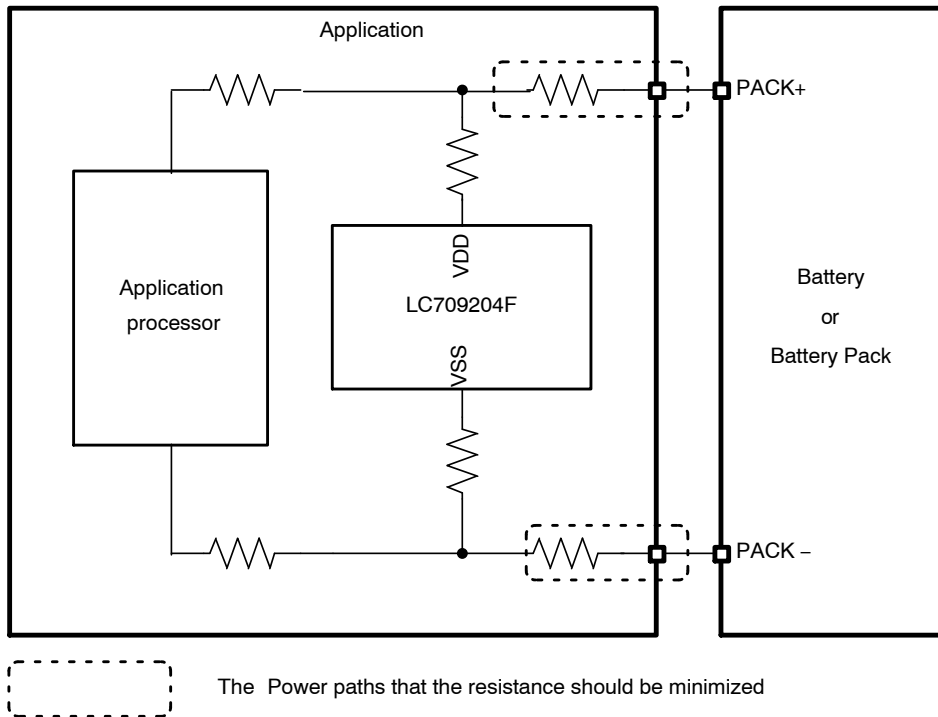 Application
PACK+
VDD
Application
processor
LC709204F
VSS
Battery
or
Battery Pack
PACK –
The Power paths that the resistance should be minimized